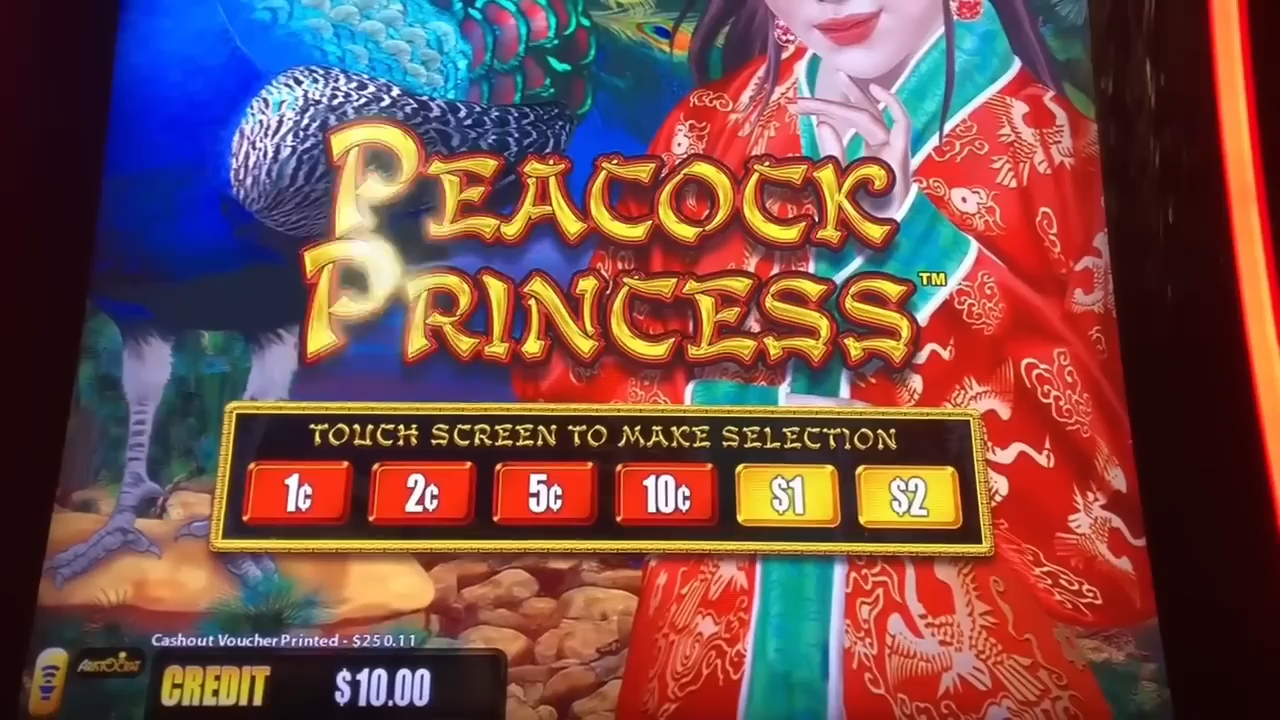 PEACOCK
PRINCESS™
TOUCH SCREEN TO MAKE SELECTION
1¢ 2¢ 5¢ 10¢ $1 $2
Cashout Voucher Printed - $250.11
ARISTOCRAT
CREDIT $10.00